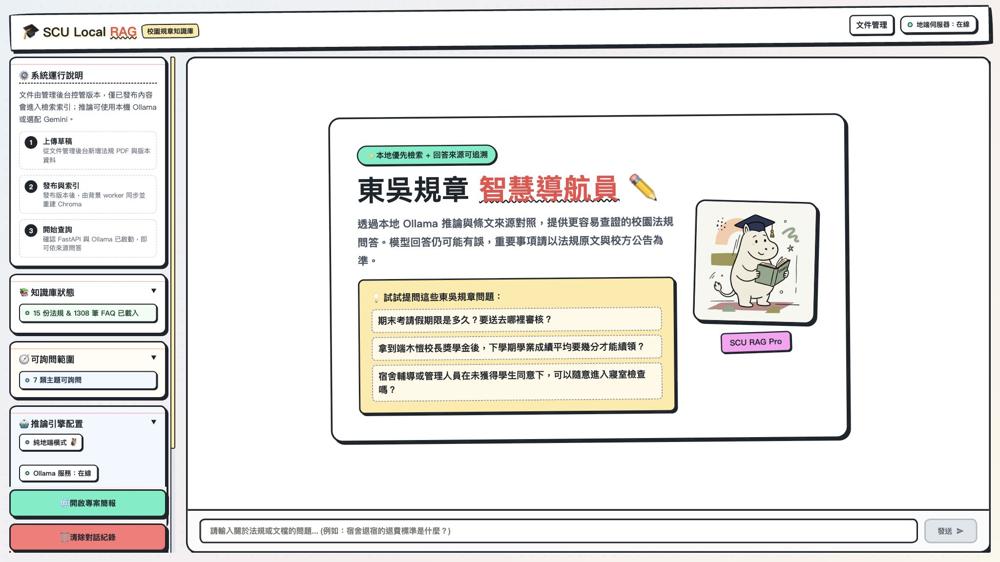 SCU Local RAG 校園規章知識庫
文件管理
地端伺服器：在線
系統運行說明
文件由管理後台控管版本，僅已發布內容
會進入檢索索引；推論可使用本機 Ollama
或選配 Gemini。
1 上傳草稿
從文件管理後台新增法規 PDF 與版本
資料
2 發布與索引
發布版本後，由背景 worker 同步並
重建 Chroma
3 開始查詢
確認 FastAPI 與 Ollama 已啟動，即
可依來源問答
知識庫狀態 ▼
15 份法規 & 1308 筆 FAQ 已載入
可詢問範圍 ▼
7 類主題可詢問
推論引擎配置 ▼
純地端模式
Ollama 服務：在線
開啟專案簡報
清除對話紀錄
本地優先檢索 + 回答來源可追溯
東吳規章 智慧導航員
透過本地 Ollama 推論與條文來源對照，提供更容易查證的校園法規
問答。模型回答仍可能有誤，重要事項請以法規原文與校方公告為
準。
試試提問這些東吳規章問題：
期末考請假期限是多久？要送去哪裡審核？
拿到端木愷校長獎學金後，下學期學業成績平均要幾分才能續領？
宿舍輔導或管理人員在未獲得學生同意下，可以隨意進入寢室檢查
嗎？
STORIES
SCU RAG Pro
請輸入關於法規或文檔的問題... (例如：宿舍退宿的退費標準是什麼？)
發送